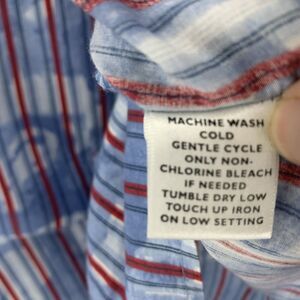 MACHINE WASH
COLD
GENTLE CYCLE
ONLY NON-
CHLORINE BLEACH
IF NEEDED
TUMBLE DRY LOW
TOUCH UP IRON
ON LOW SETTING